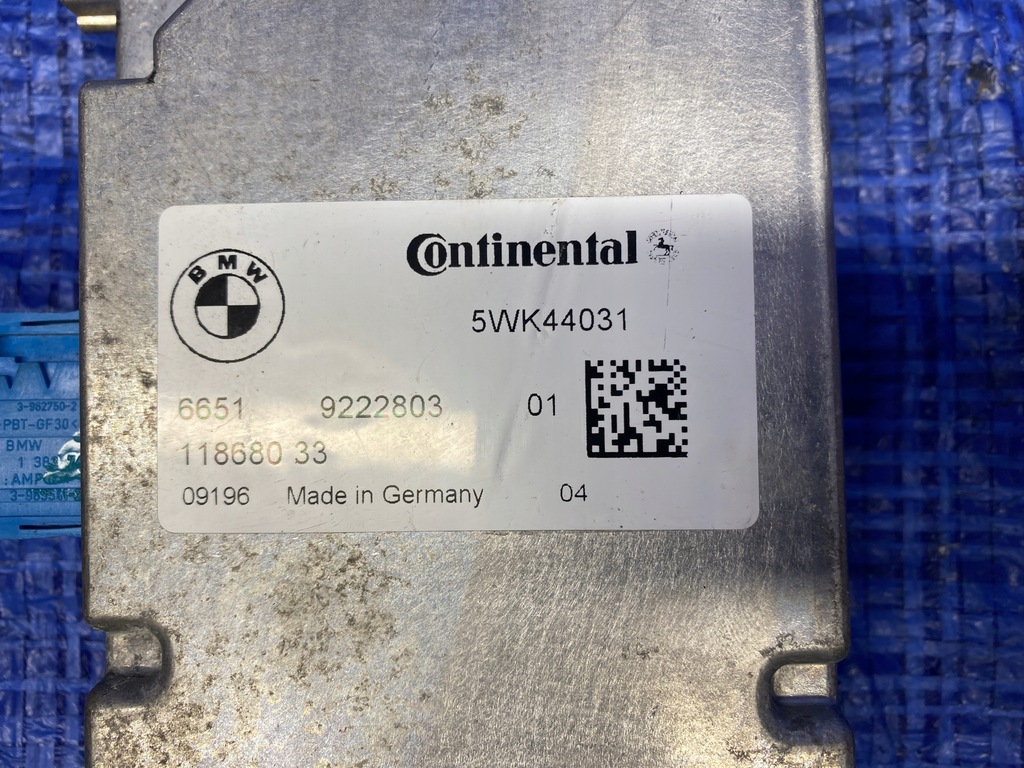 BMW
Continental
5WK44031
6651 9222803 01
118680 33
09196 Made in Germany 04
3-962750-2
PBT-GF30<
BMW
AMP